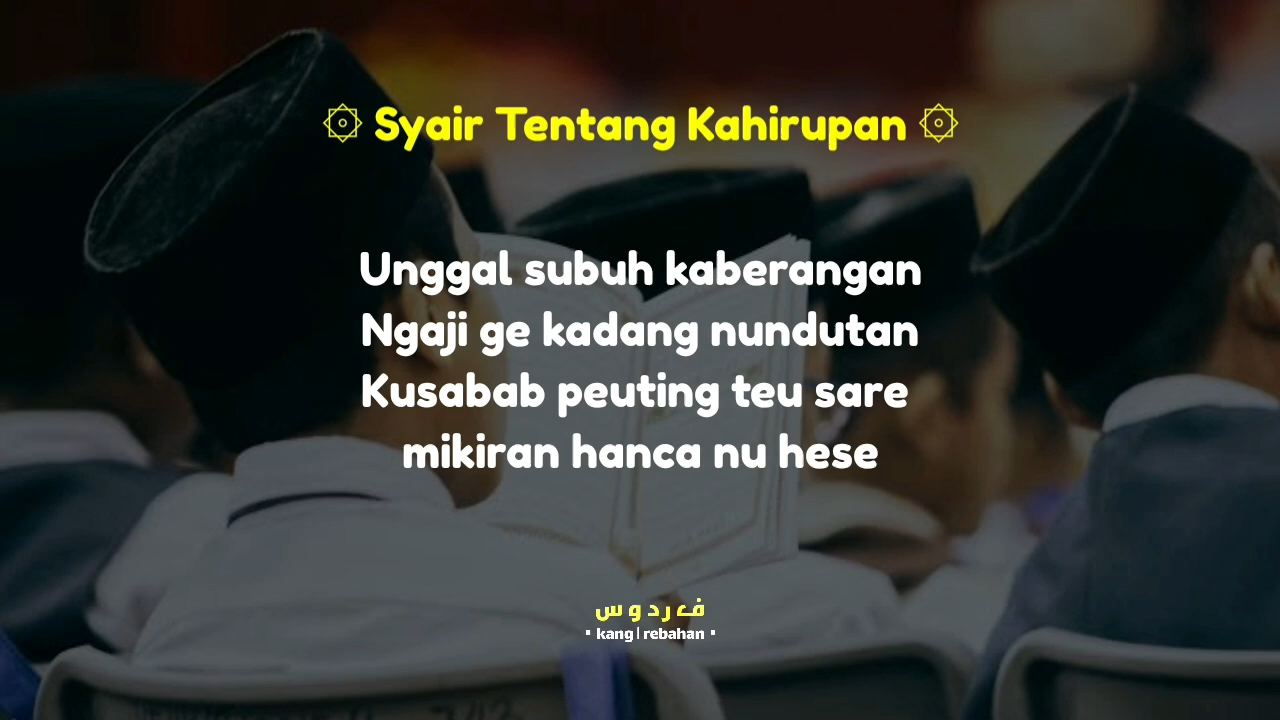 ۞ Syair Tentang Kahirupan ۞
Unggal subuh kaberangan
Ngaji ge kadang nundutan
Kusabab peuting teu sare
mikiran hanca nu hese
فردوس
• kang| rebahan •